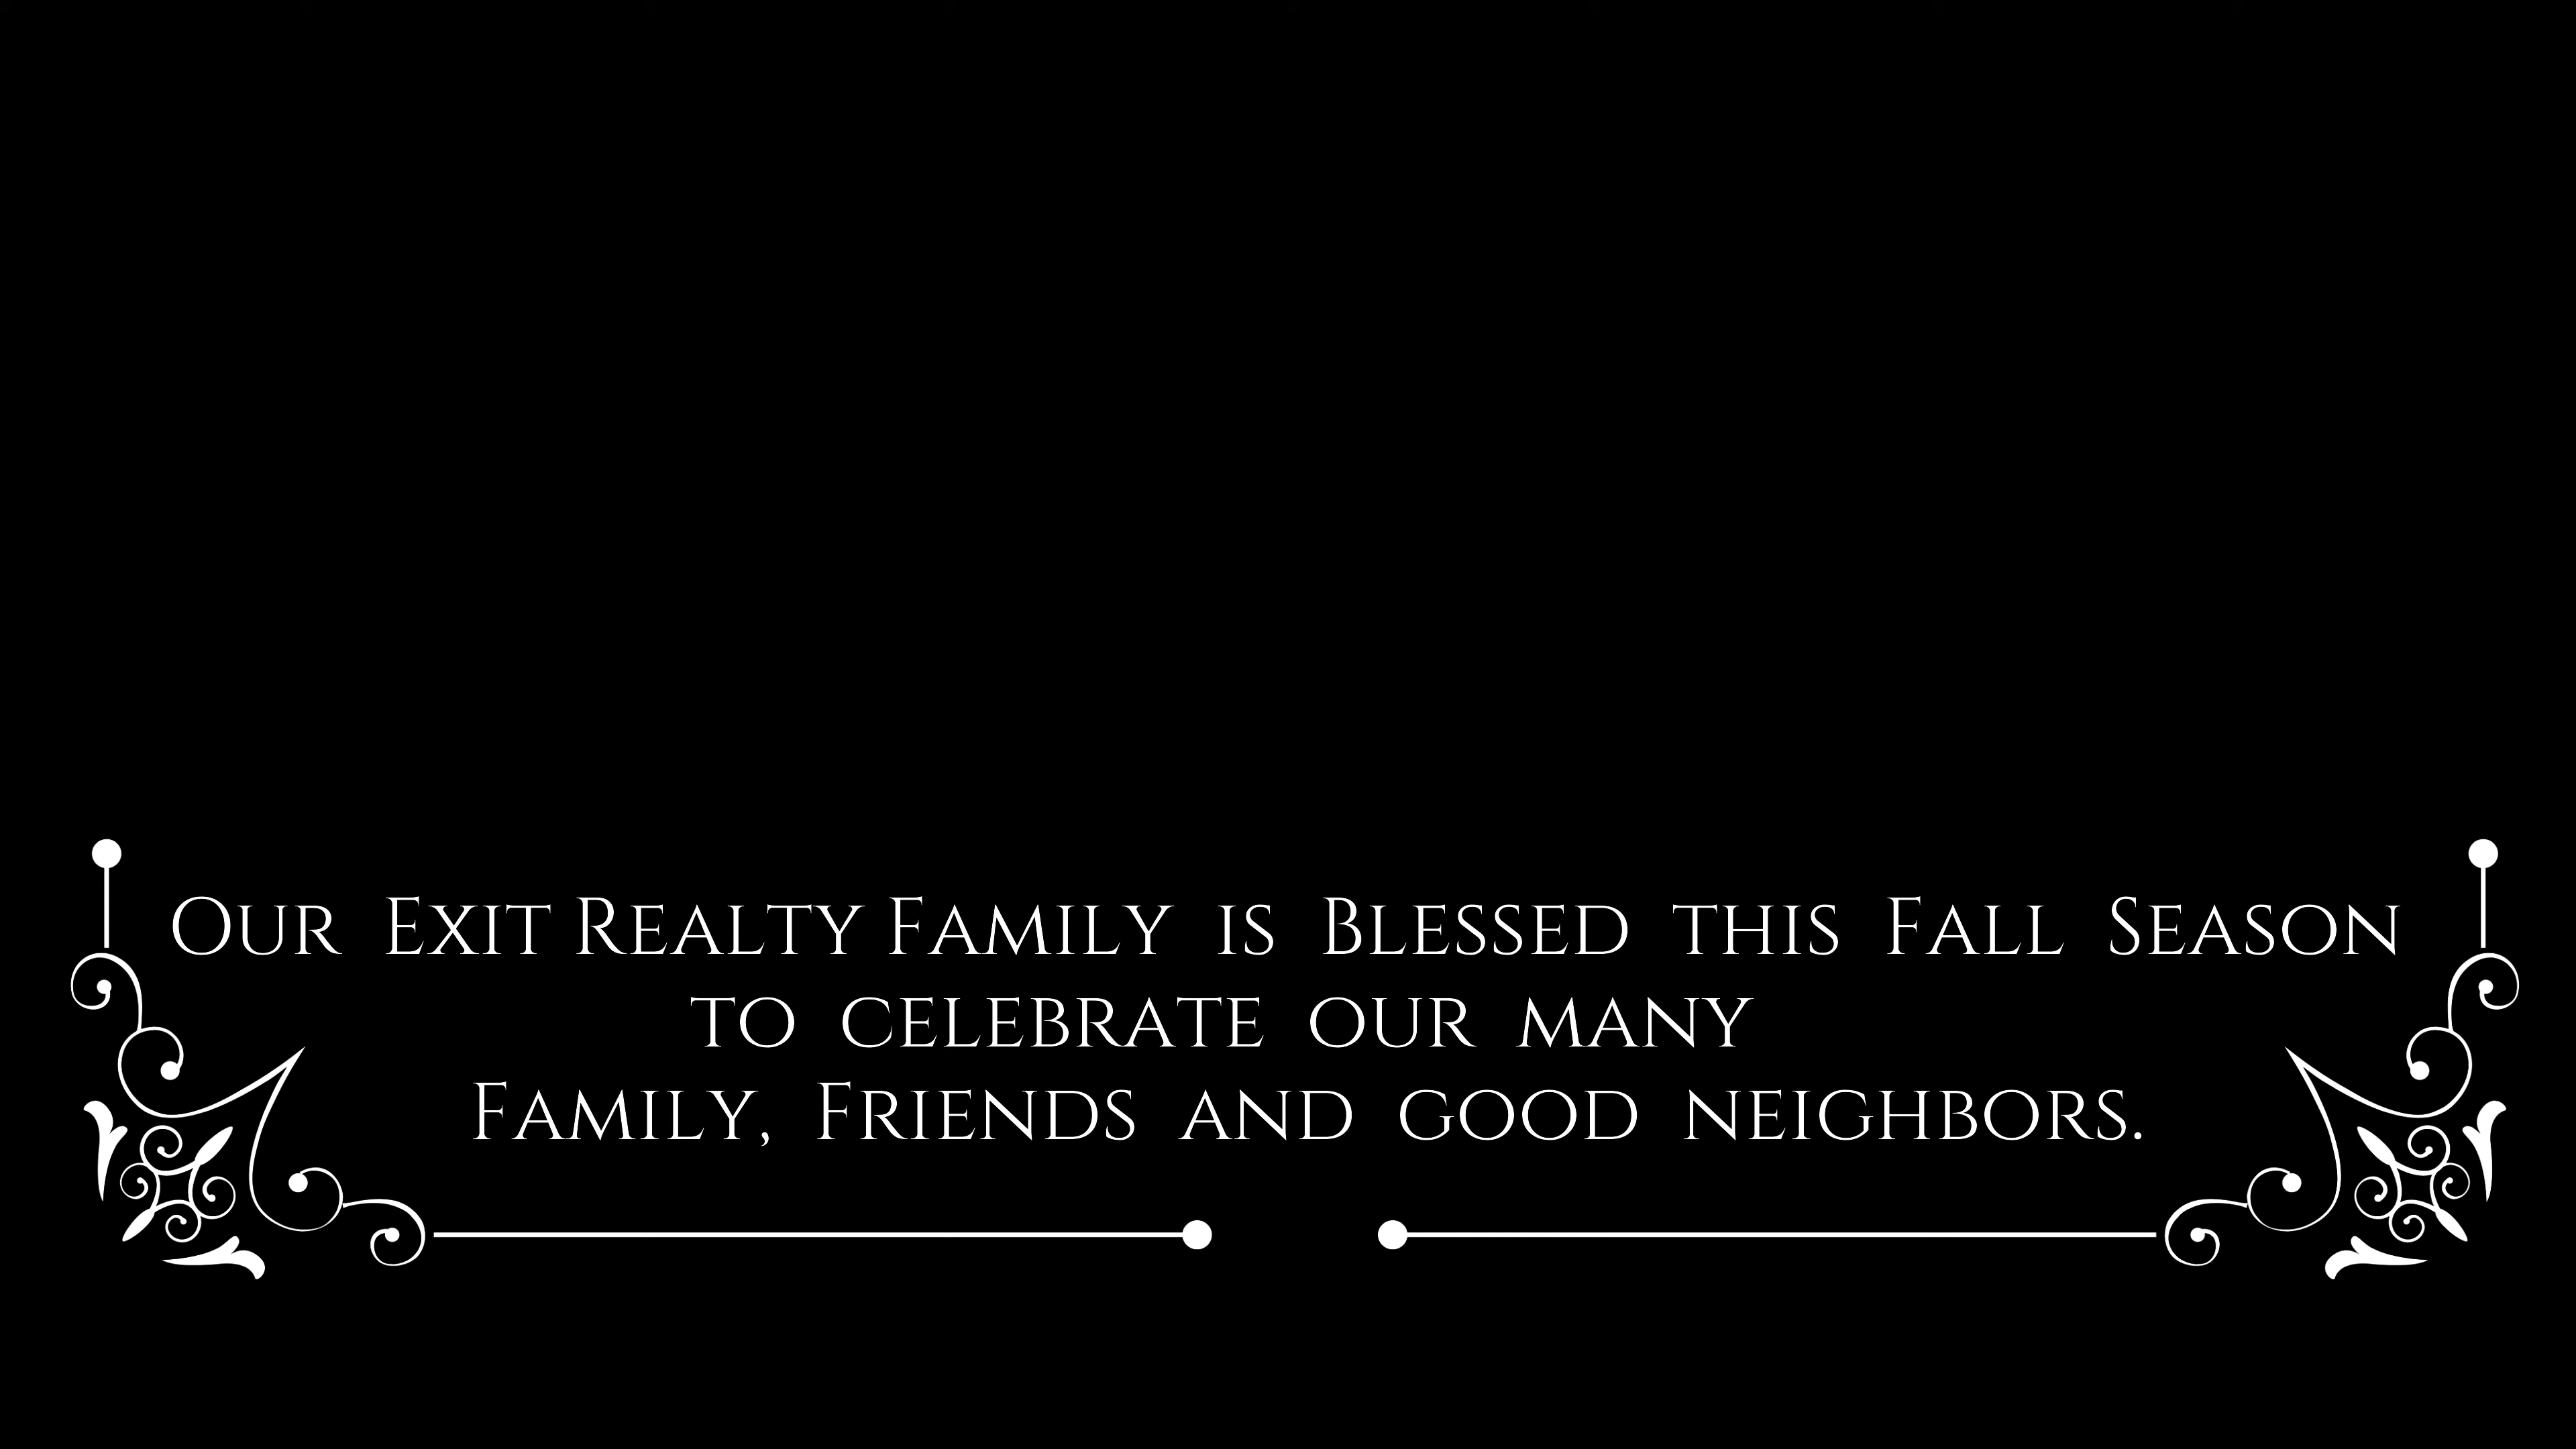 Our Exit Realty Family is Blessed this Fall Season
to celebrate our many
Family, Friends and good neighbors.